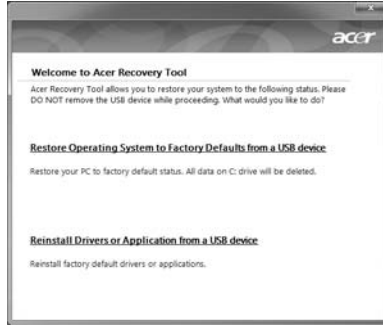 acer
Welcome to Acer Recovery Tool
Acer Recovery Tool allows you to restore your system to the following status. Please
DO NOT remove the USB device while proceeding. What would you like to do?
Restore Operating System to Factory Defaults from a USB device
Restore your PC to factory default status. All data on C: drive will be deleted.
Reinstall Drivers or Application from a USB device
Reinstall factory default drivers or applications.